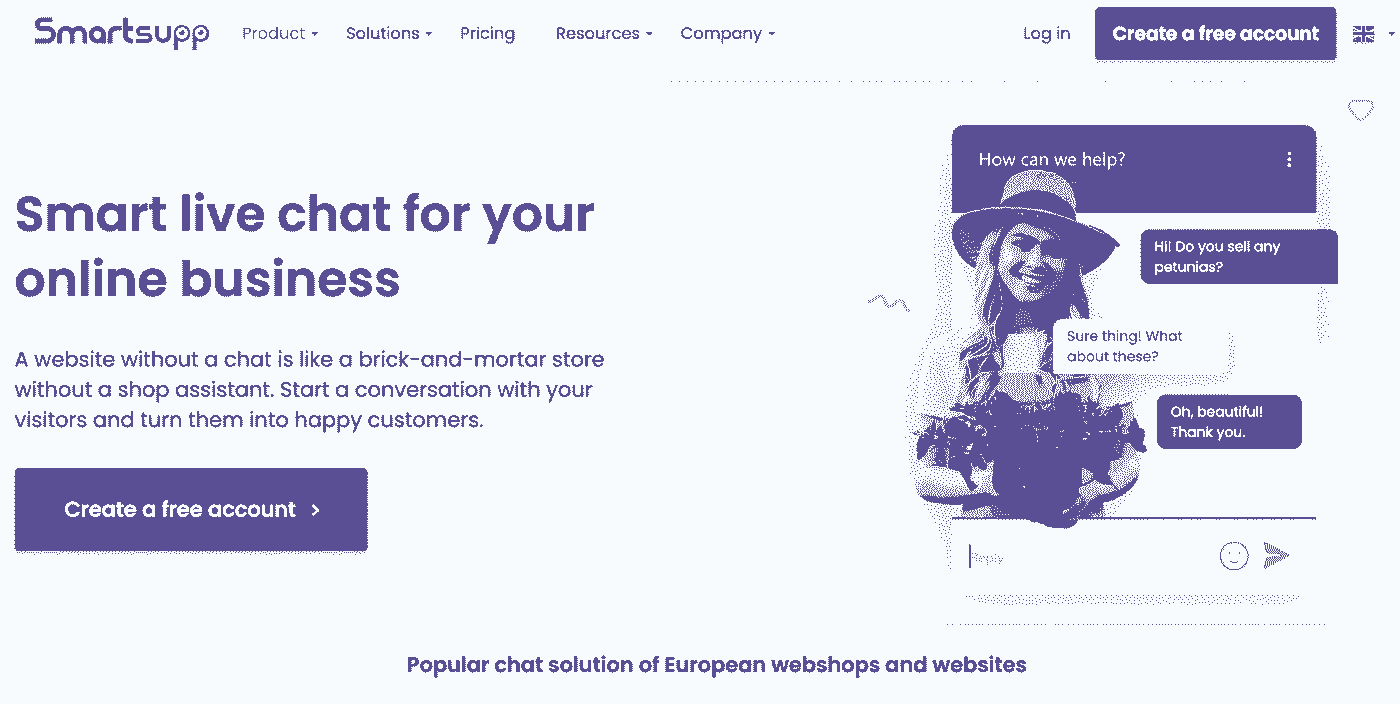 Smartsupp Product Solutions Pricing Resources Company Log in Create a free account
How can we help?
Smart live chat for your
online business
Hi! Do you sell any
petunias?
Sure thing! What
about these?
Oh, beautiful!
Thank you.
A website without a chat is like a brick-and-mortar store
without a shop assistant. Start a conversation with your
visitors and turn them into happy customers.
Create a free account
Reply
Popular chat solution of European webshops and websites